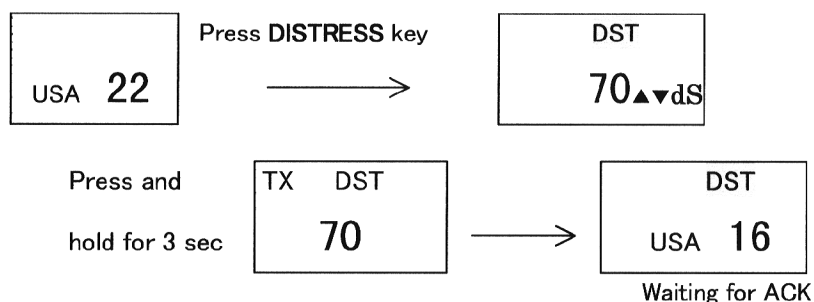 Press DISTRESS key
USA 22
DST
70▲▼dS
Press and
hold for 3 sec
TX DST
70
DST
USA 16
Waiting for ACK